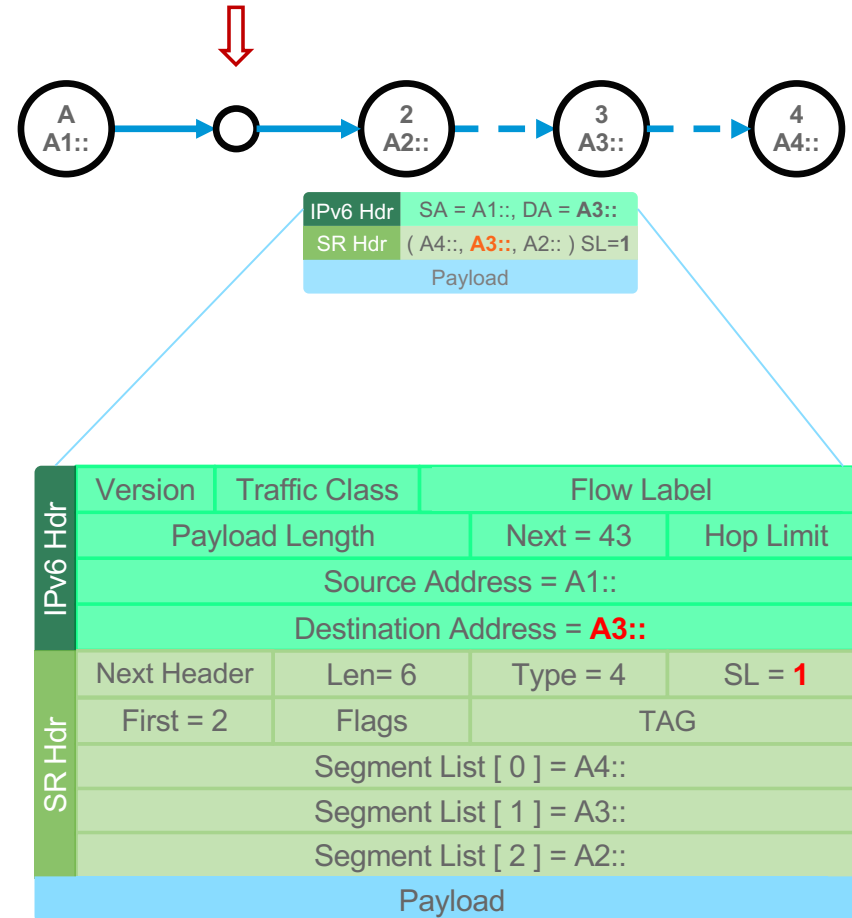 A
A1::
2
A2::
3
A3::
4
A4::
IPv6 Hdr SA = A1::, DA = A3::
SR Hdr ( A4::, A3::, A2:: ) SL=1
Payload
IPv6 Hdr
Version Traffic Class Flow Label
Payload Length Next = 43 Hop Limit
Source Address = A1::
Destination Address = A3::
SR Hdr
Next Header Len= 6 Type = 4 SL = 1
First = 2 Flags TAG
Segment List [ 0 ] = A4::
Segment List [ 1 ] = A3::
Segment List [ 2 ] = A2::
Payload